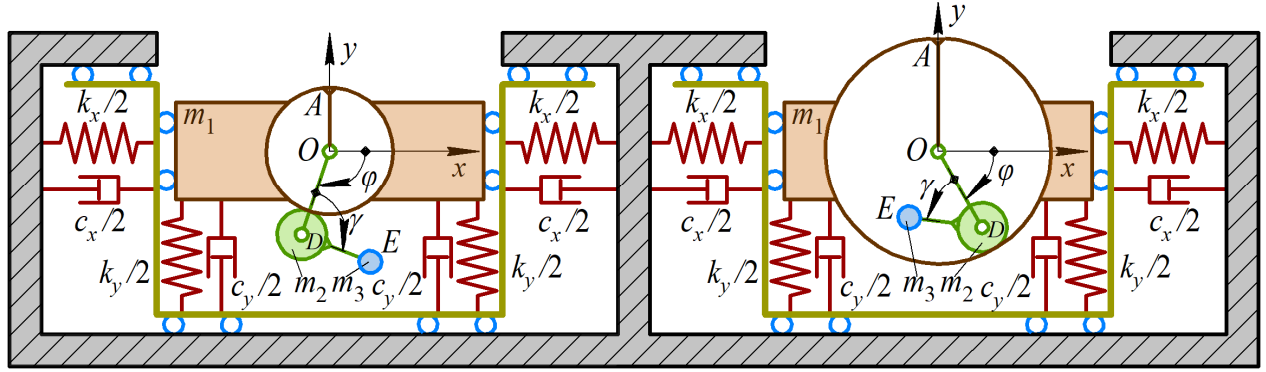 y y
A A
k_x/2 k_x/2 k_x/2 k_x/2
m_1 m_1
O x O x
φ φ
c_x/2 c_x/2 c_x/2 c_x/2
γ γ
E E
D D
k_y/2 k_y/2 k_y/2 k_y/2
c_y/2 m_2 m_3 c_y/2 c_y/2 m_3 m_2 c_y/2